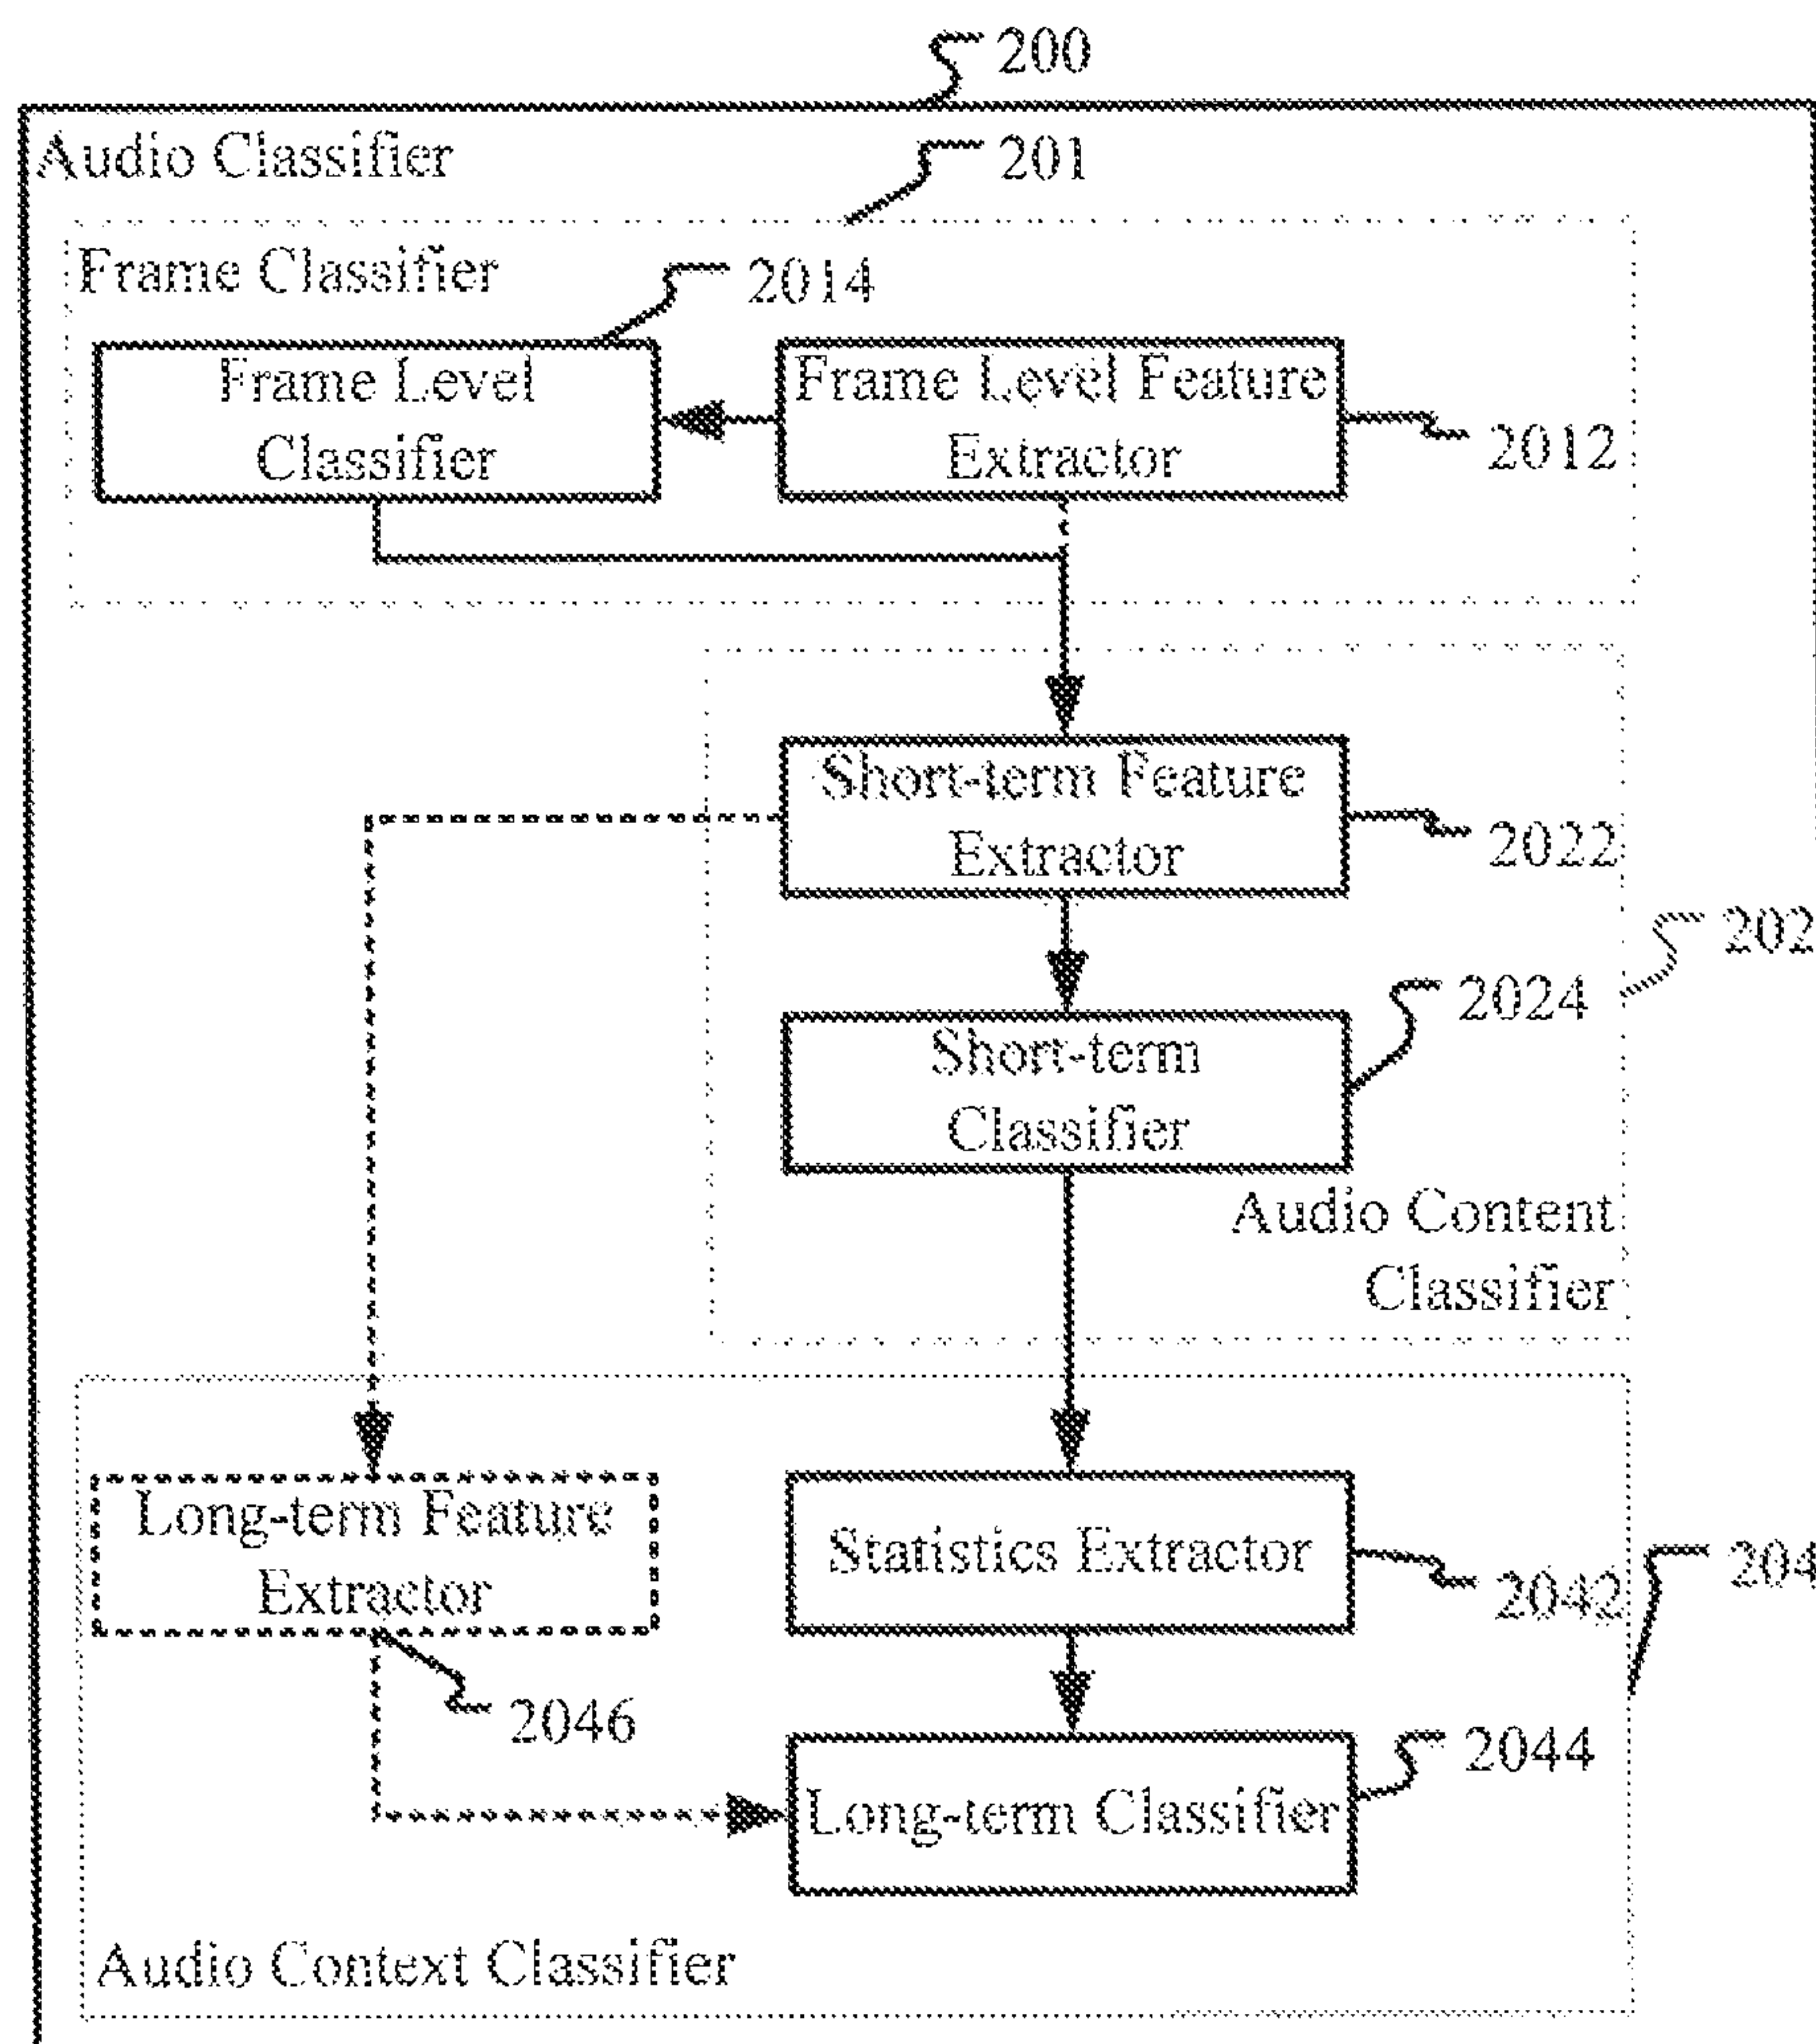 200
Audio Classifier
201
Frame Classifier
2014
Frame Level
Classifier
Frame Level Feature
Extractor
2012
Short-term Feature
Extractor
2022
202
2024
Short-term
Classifier
Audio Content
Classifier
Long-term Feature
Extractor
Statistics Extractor
2042
204
2046
2044
Long-term Classifier
Audio Context Classifier